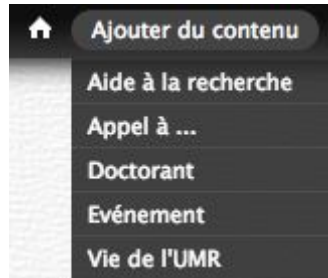 Ajouter du contenu
Aide à la recherche
Appel à ...
Doctorant
Evénement
Vie de l'UMR